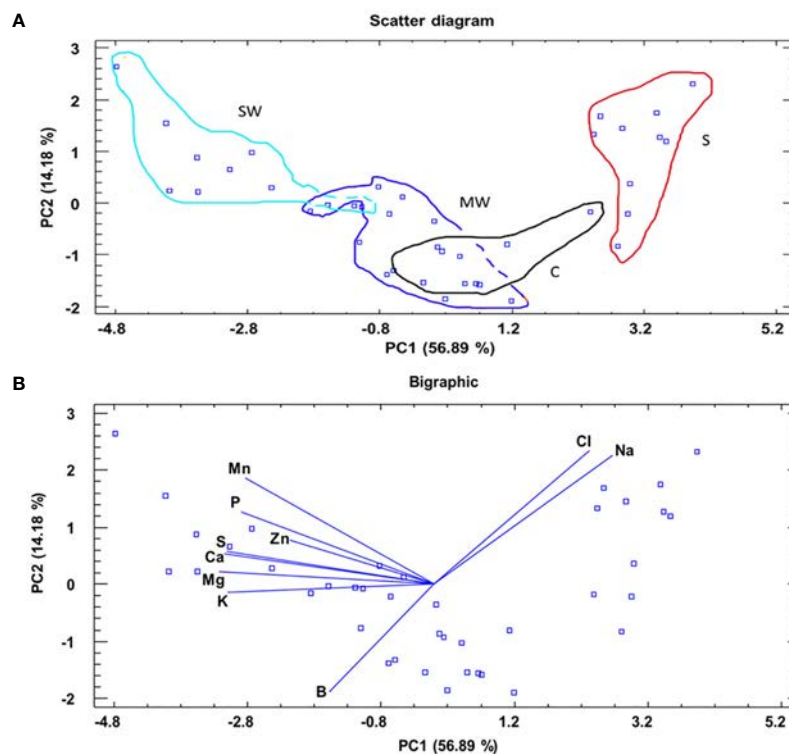 A
Scatter diagram
PC2 (14.18 %)
3
2
1
0
-1
-2
SW
MW
C
S
-4.8 -2.8 -0.8 1.2 3.2 5.2
PC1 (56.89 %)
B
Bigraphic
PC2 (14.18 %)
3
2
1
0
-1
-2
Mn
P
Zn
S
Ca
Mg
K
B
Cl
Na
-4.8 -2.8 -0.8 1.2 3.2 5.2
PC1 (56.89 %)